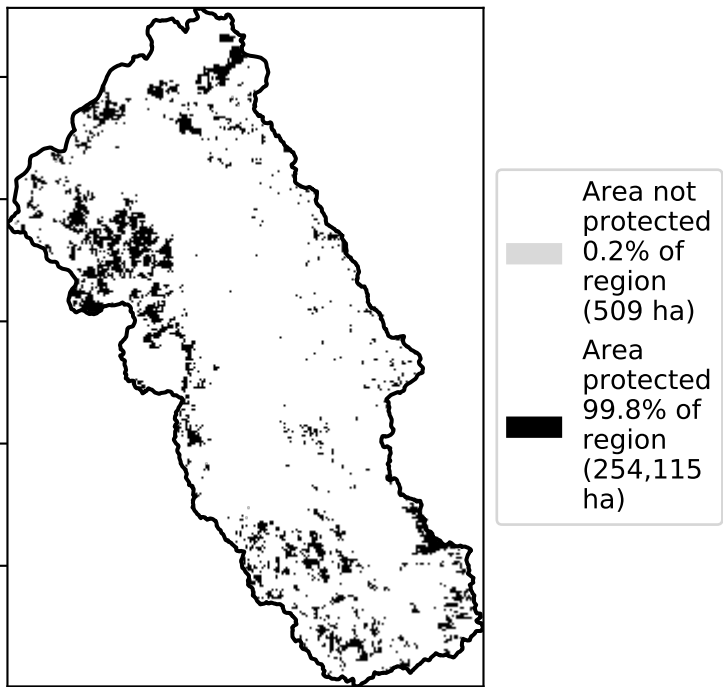 Area not
protected
0.2% of
region
(509 ha)
Area
protected
99.8% of
region
(254,115
ha)